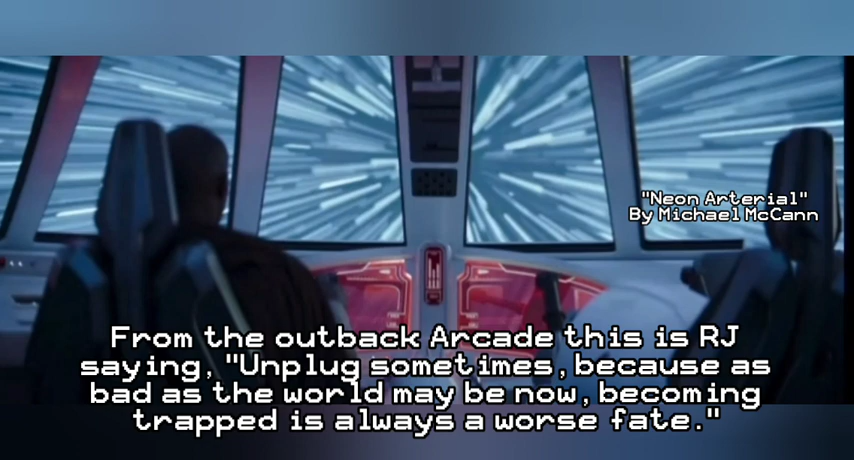 "Neon Arterial"
By Michael McCann
From the outback Arcade this is RJ
saying, "Unplug sometimes, because as
bad as the world may be now, becoming
trapped is always a worse fate."